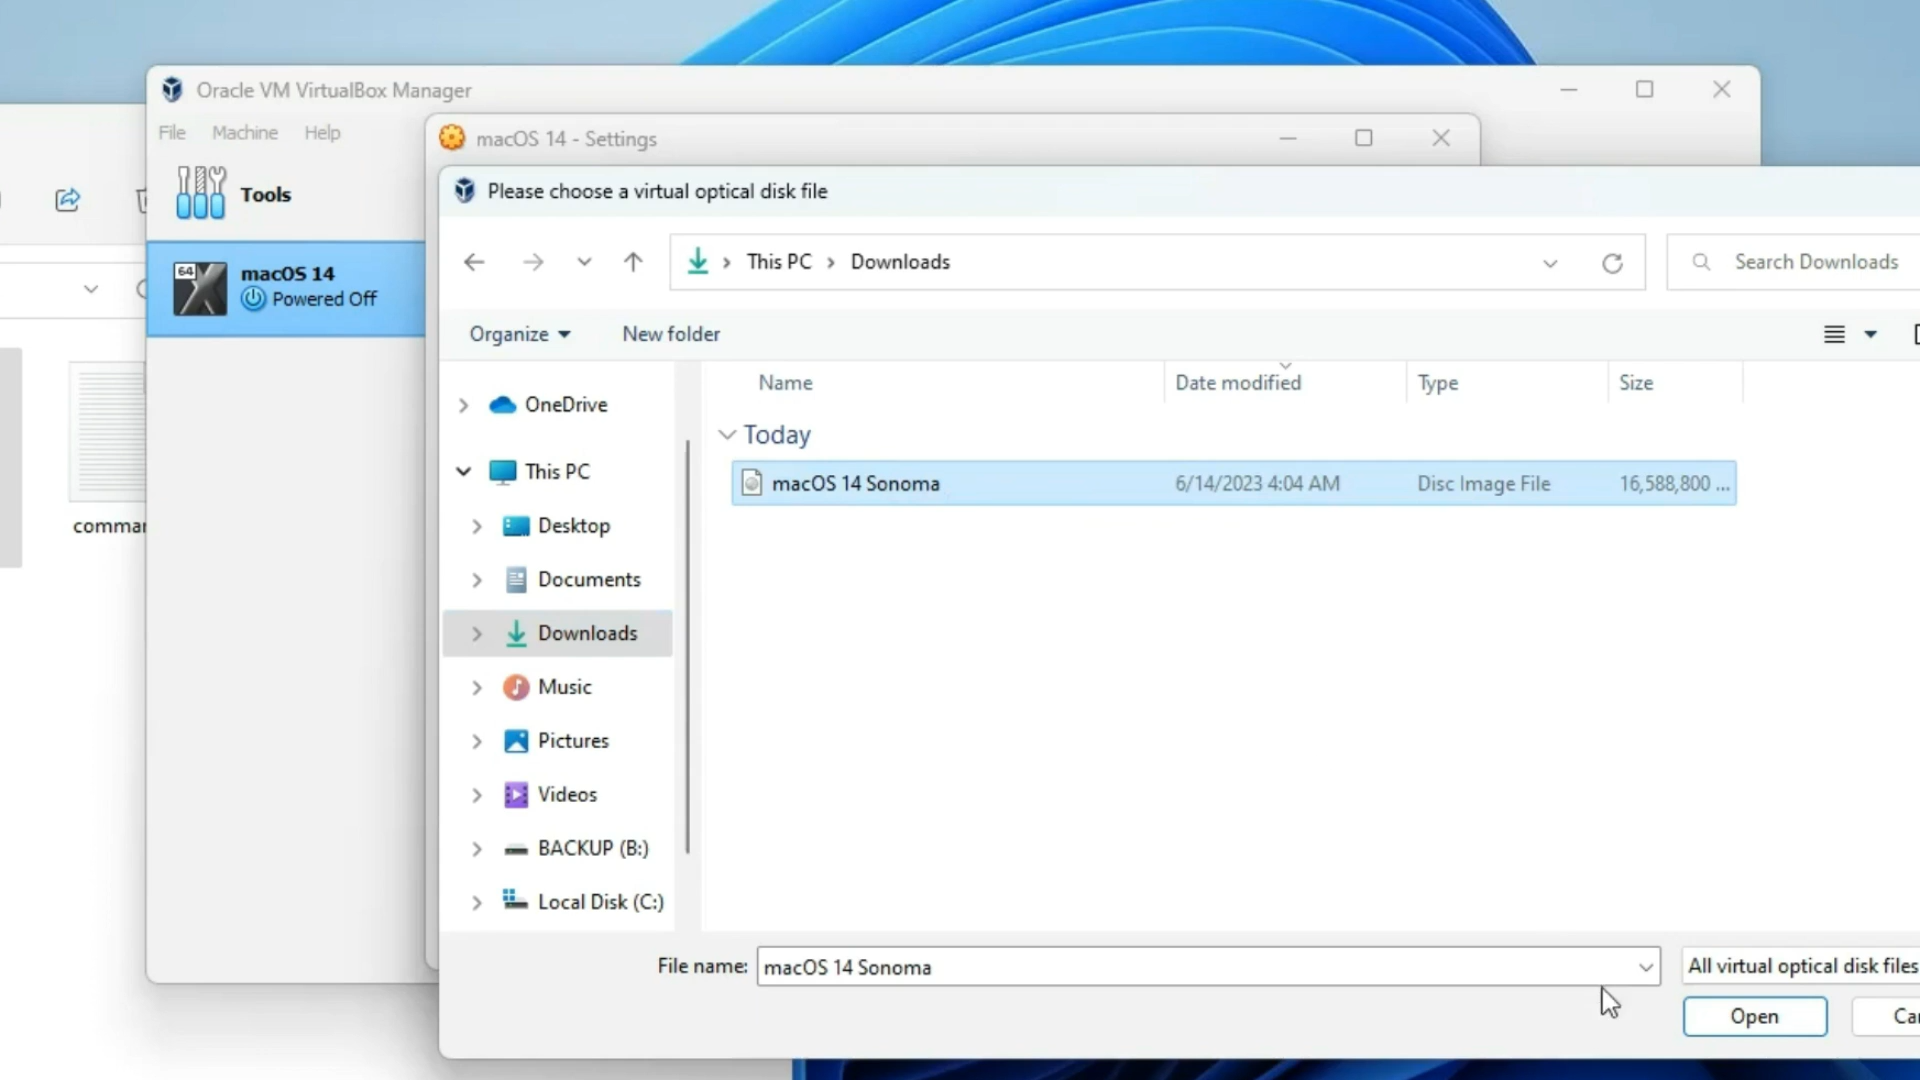 Oracle VM VirtualBox Manager
File Machine Help
macOS 14 - Settings
Tools
Please choose a virtual optical disk file
64
macOS 14
Powered Off
This PC Downloads
Search Downloads
Organize New folder
Name Date modified Type Size
OneDrive
Today
This PC
macOS 14 Sonoma 6/14/2023 4:04 AM Disc Image File 16,588,800 ...
Desktop
comman
Documents
Downloads
Music
Pictures
Videos
BACKUP (B:)
Local Disk (C:)
File name: macOS 14 Sonoma All virtual optical disk files
Open Can